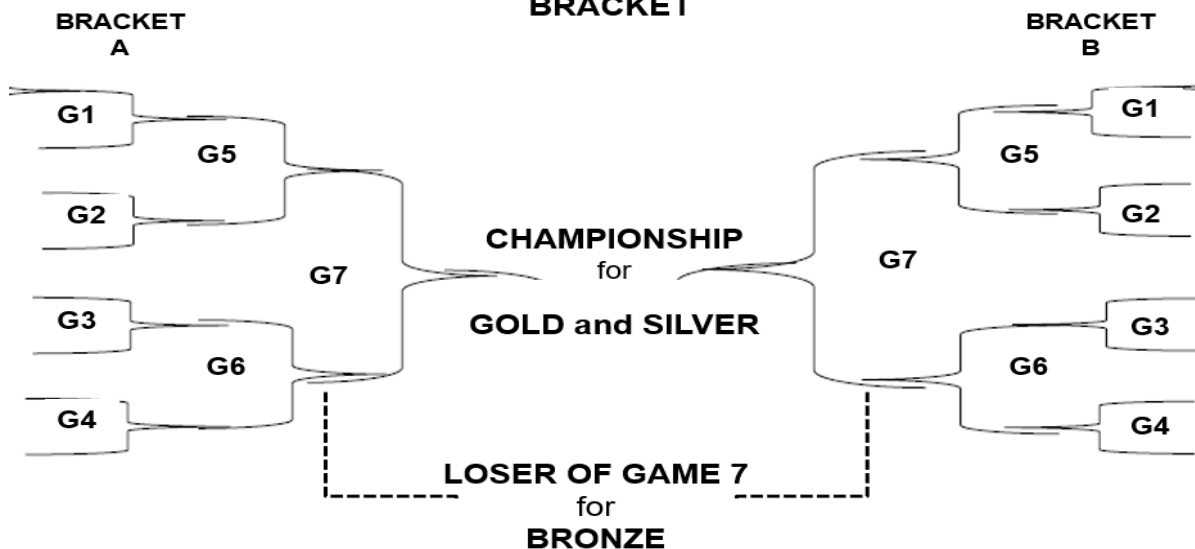 BRACKET
BRACKET
A
BRACKET
B
G1
G5
G2
G7
G3
G6
G4
CHAMPIONSHIP
for
GOLD and SILVER
G1
G5
G2
G7
G3
G6
G4
LOSER OF GAME 7
for
BRONZE